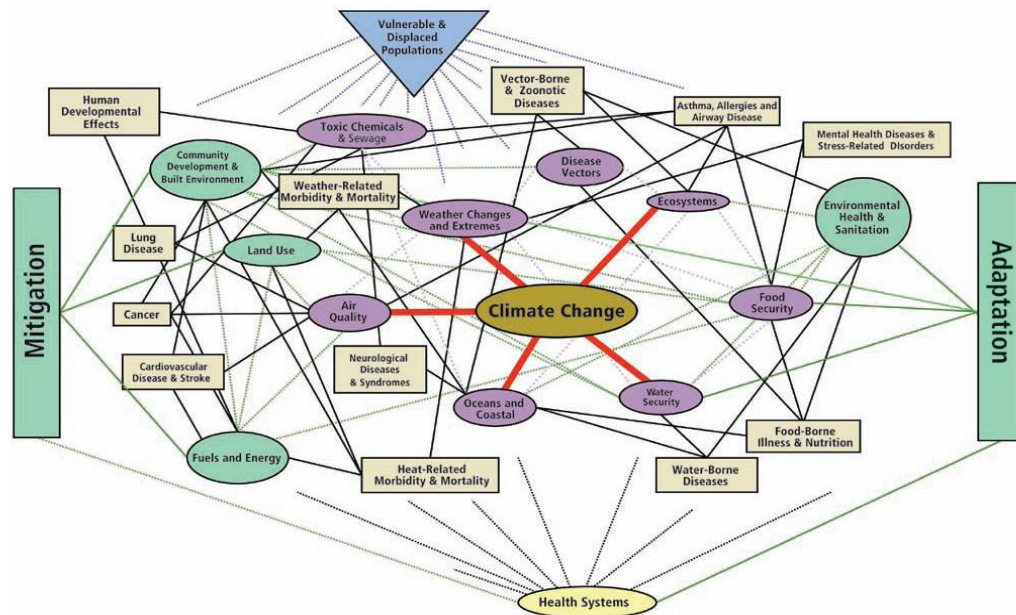 Vulnerable &
Displaced
Populations
Vector-Borne
& Zoonotic
Diseases
Human
Developmental
Effects
Asthma, Allergies and
Airway Disease
Toxic Chemicals
& Sewage
Mental Health Diseases &
Stress-Related DIsorders
Community
Development &
Built Environment
Disease
Vectors
Weather-Related
Morbidity & Mortality
Ecosystems
Environmental
Health &
Sanitation
Weather Changes
and Extremes
Lung
Disease
Land Use
Mitigation
Adaptation
Air
Quality
Climate Change
Food
Security
Cancer
Cardiovascular
Disease & Stroke
Neurological
Diseases
& Syndromes
Oceans and
Coastal
Water
Security
Food-Borne
Illness & Nutrition
Fuels and Energy
Heat-Related
Morbidity & Mortality
Water-Borne
Diseases
Health Systems